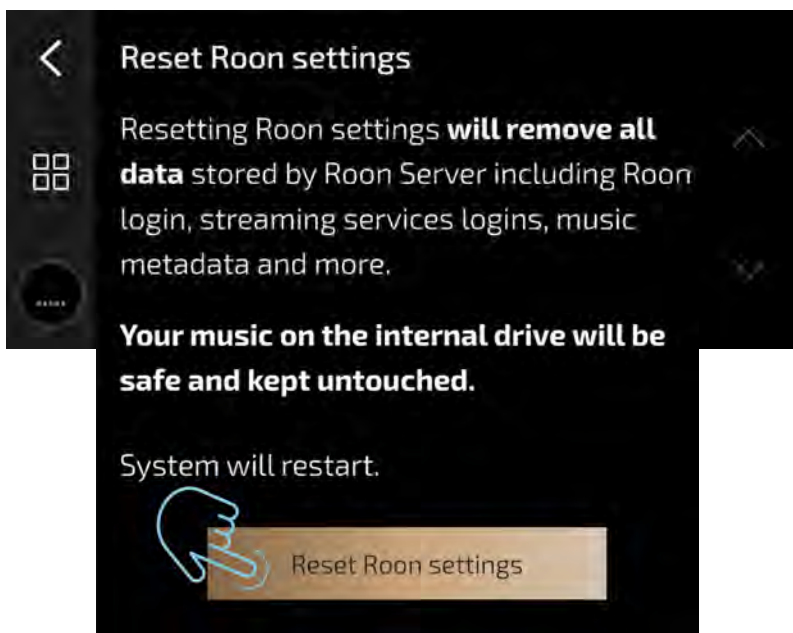 Reset Roon settings
Resetting Roon settings will remove all
data stored by Roon Server including Roon
login, streaming services logins, music
metadata and more.
Your music on the internal drive will be
safe and kept untouched.
System will restart.
Reset Roon settings